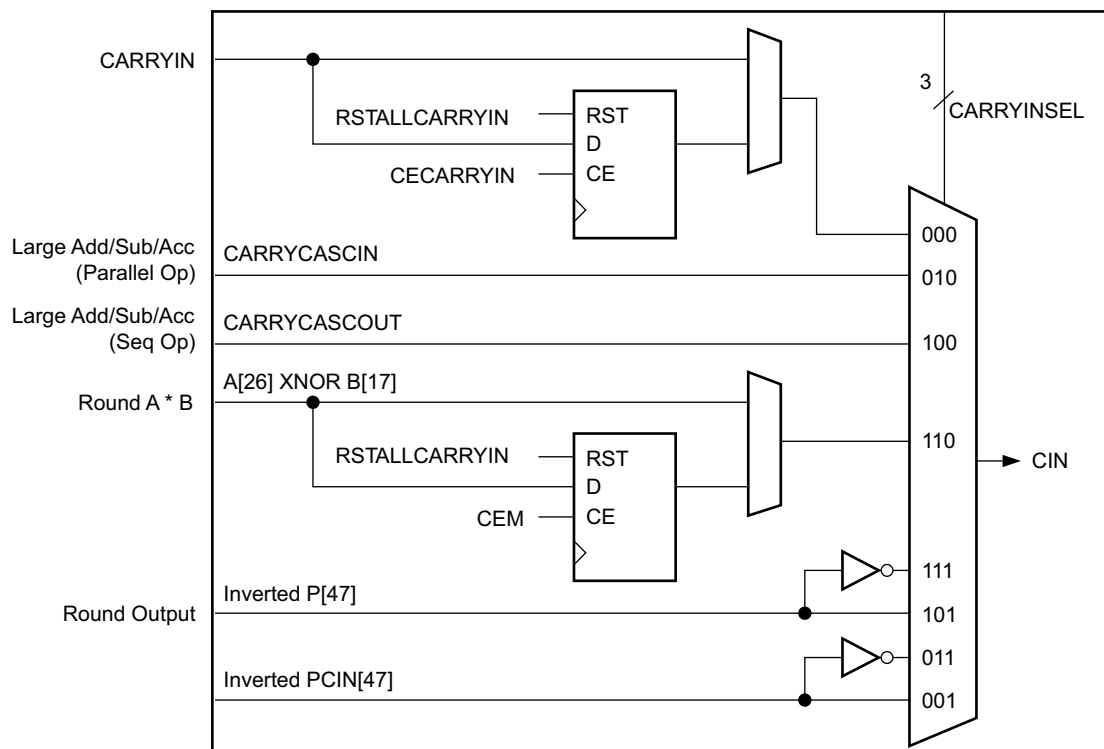 CARRYIN
3
CARRYINSEL
RSTALLCARRYIN
RST
D
CECARRYIN
CE
000
Large Add/Sub/Acc
(Parallel Op)
CARRYCASCIN
010
Large Add/Sub/Acc
(Seq Op)
CARRYCASCOUT
100
A[26] XNOR B[17]
Round A * B
110
RSTALLCARRYIN
RST
D
CEM
CE
CIN
111
Inverted P[47]
Round Output
101
011
Inverted PCIN[47]
001